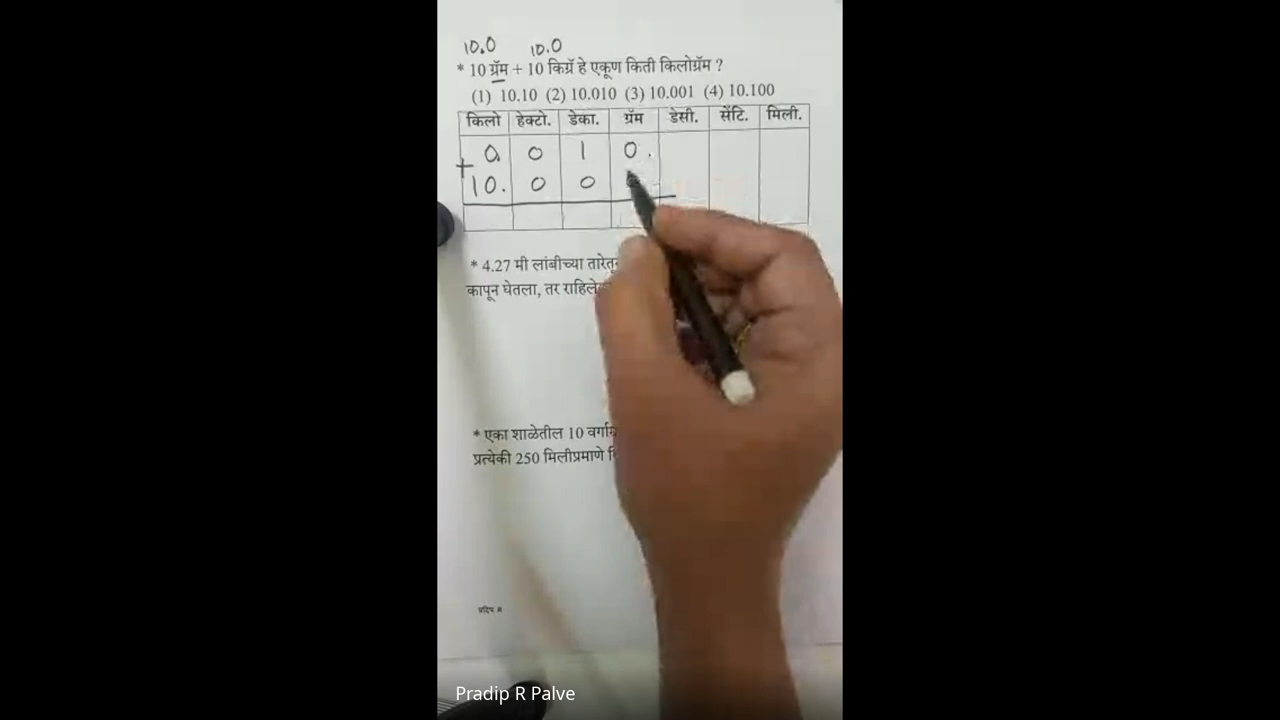 10.0 10.0
* 10 ग्रॅम + 10 किग्रॅ हे एकूण किती किलोग्रॅम ?
(1) 10.10 (2) 10.010 (3) 10.001 (4) 10.100
किलो हेक्टो. डेका. ग्रॅम डेसी. सेंटि. मिली.
0. 0 1 0.
+ 10. 0 0
* 4.27 मी लांबीच्या
कापून घेतला, तर
* एका शाळेतील 10
प्रत्येकी 250 मिलीप्रमाणे
प्रदिप
Pradip R Palve